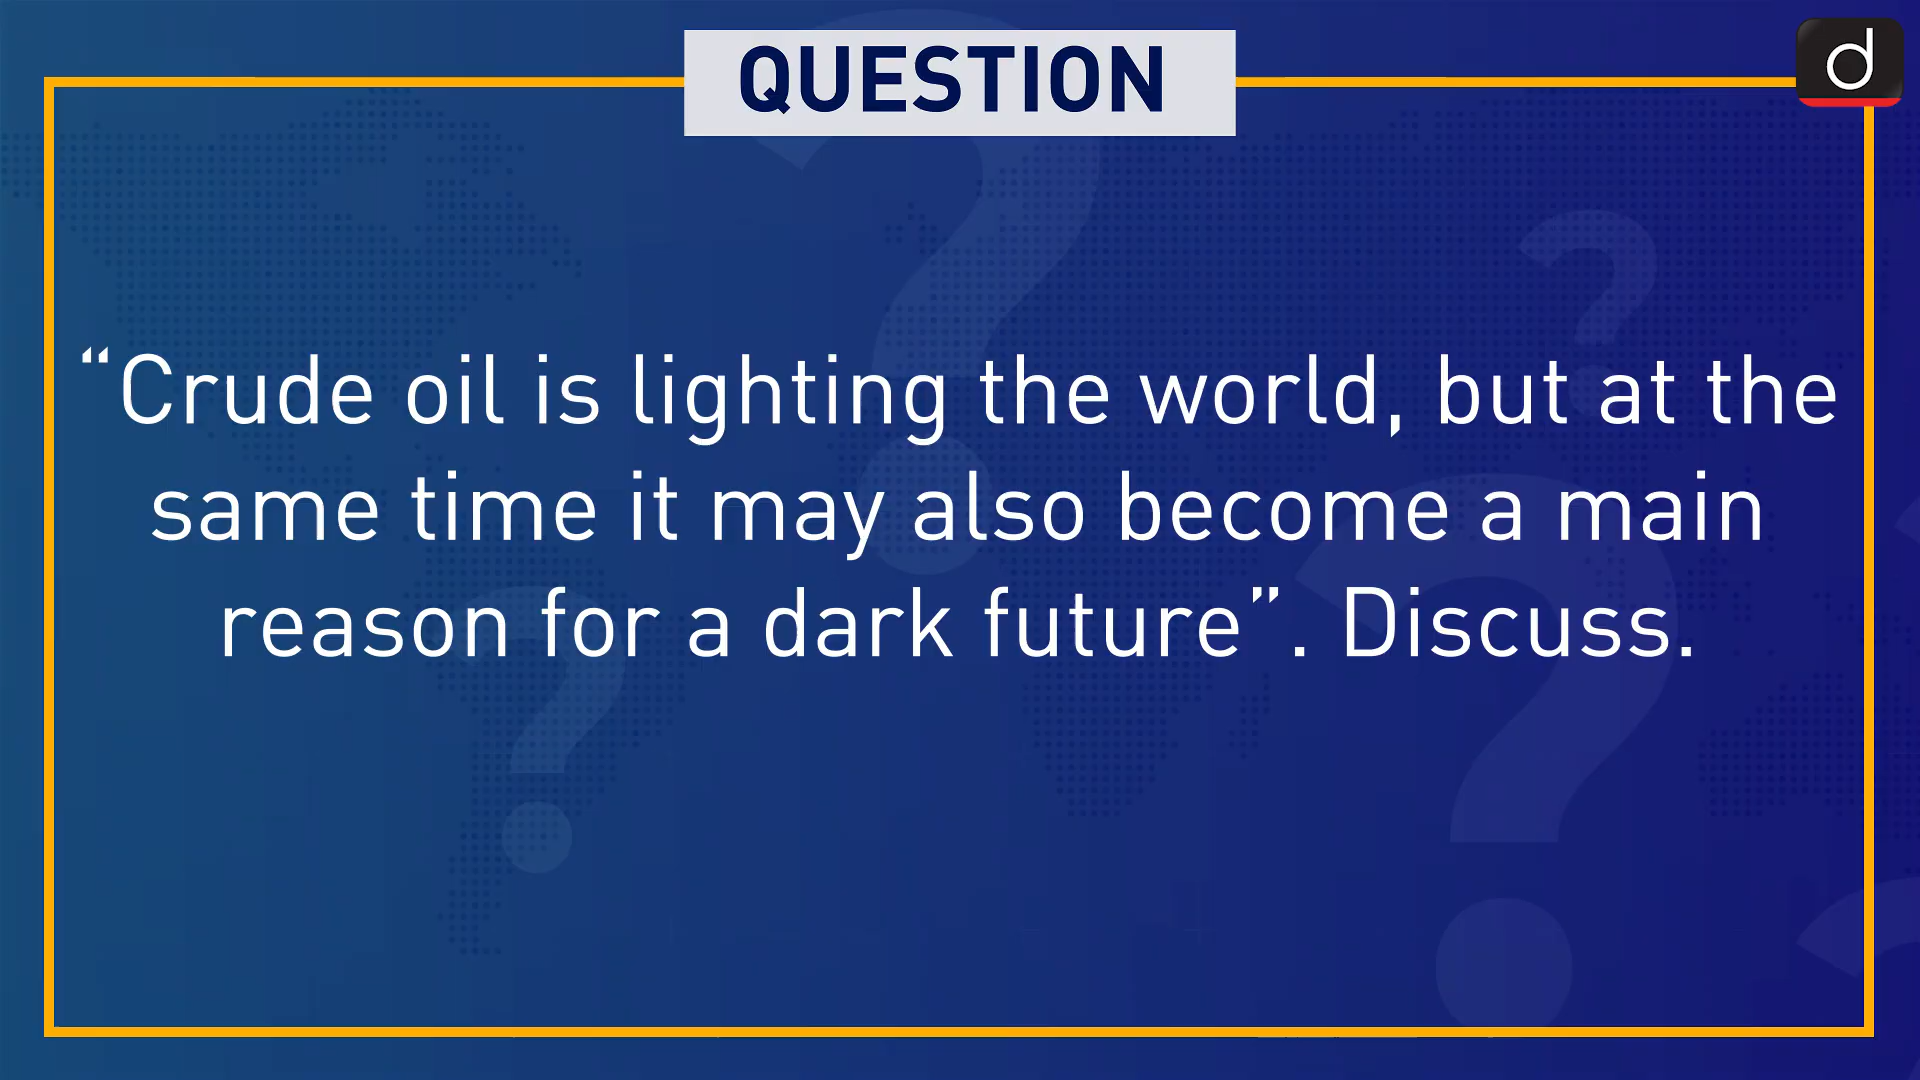 QUESTION
d
“Crude oil is lighting the world, but at the
same time it may also become a main
reason for a dark future”. Discuss.